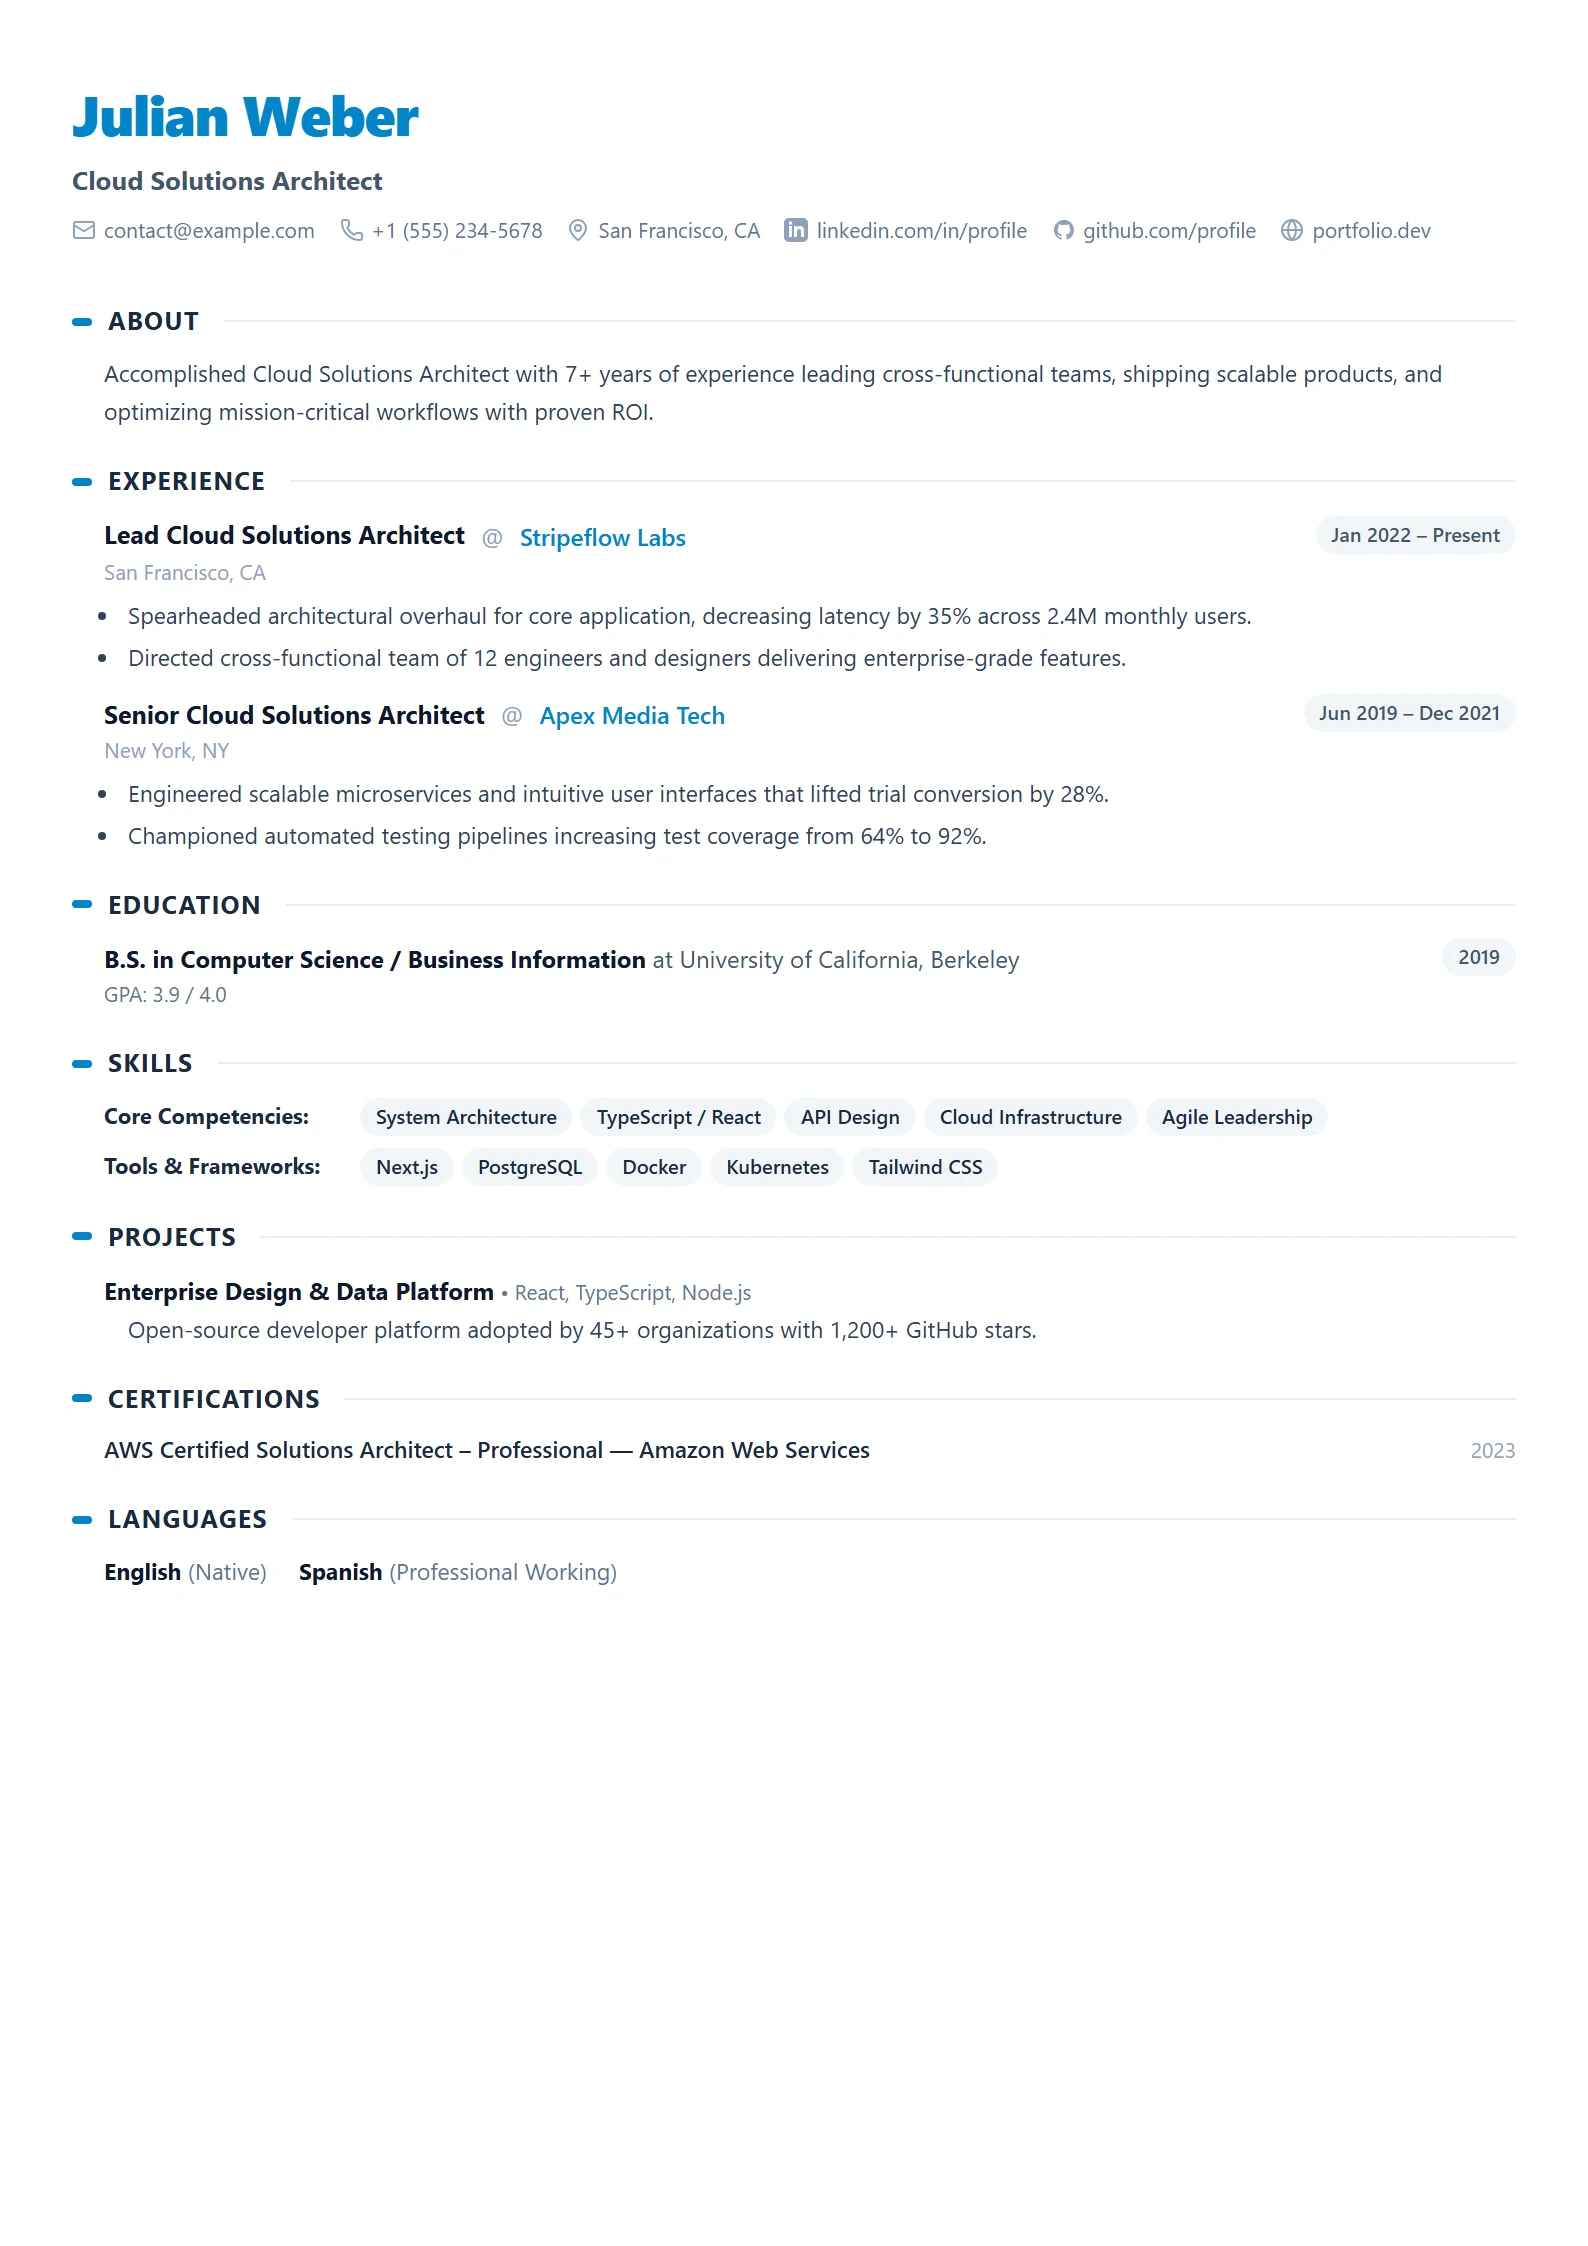 Julian Weber
Cloud Solutions Architect
contact@example.com +1 (555) 234-5678 San Francisco, CA linkedin.com/in/profile github.com/profile portfolio.dev
ABOUT
Accomplished Cloud Solutions Architect with 7+ years of experience leading cross-functional teams, shipping scalable products, and
optimizing mission-critical workflows with proven ROI.
EXPERIENCE
Lead Cloud Solutions Architect @ Stripeflow Labs Jan 2022 – Present
San Francisco, CA
• Spearheaded architectural overhaul for core application, decreasing latency by 35% across 2.4M monthly users.
• Directed cross-functional team of 12 engineers and designers delivering enterprise-grade features.
Senior Cloud Solutions Architect @ Apex Media Tech Jun 2019 – Dec 2021
New York, NY
• Engineered scalable microservices and intuitive user interfaces that lifted trial conversion by 28%.
• Championed automated testing pipelines increasing test coverage from 64% to 92%.
EDUCATION
B.S. in Computer Science / Business Information at University of California, Berkeley 2019
GPA: 3.9 / 4.0
SKILLS
Core Competencies: System Architecture TypeScript / React API Design Cloud Infrastructure Agile Leadership
Tools & Frameworks: Next.js PostgreSQL Docker Kubernetes Tailwind CSS
PROJECTS
Enterprise Design & Data Platform • React, TypeScript, Node.js
Open-source developer platform adopted by 45+ organizations with 1,200+ GitHub stars.
CERTIFICATIONS
AWS Certified Solutions Architect – Professional — Amazon Web Services 2023
LANGUAGES
English (Native) Spanish (Professional Working)